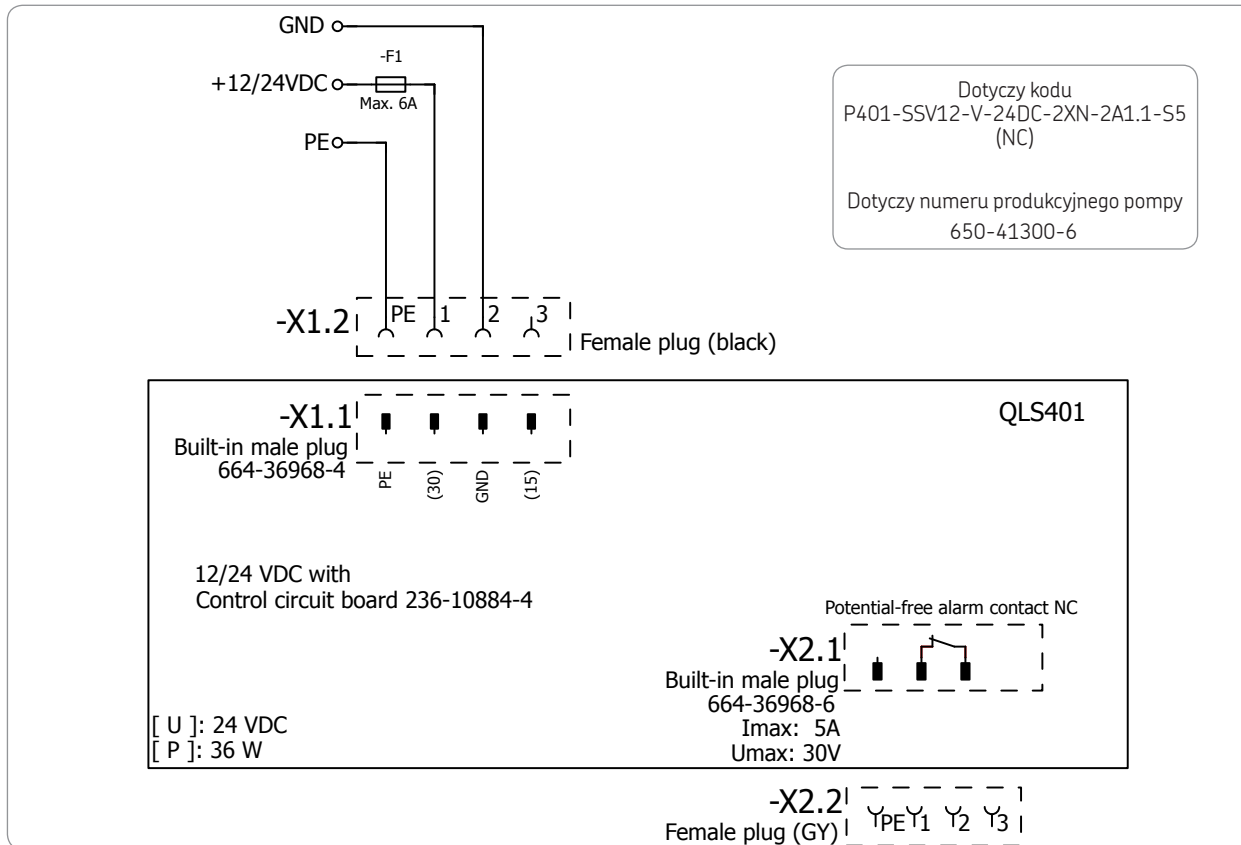 GND
-F1
+12/24VDC
Max. 6A
PE
Dotyczy kodu
P401-SSV12-V-24DC-2XN-2A1.1-S5
(NC)
Dotyczy numeru produkcyjnego pompy
650-41300-6
-X1.2
PE 1 2 3
Female plug (black)
-X1.1
Built-in male plug
664-36968-4
PE
(30)
GND
(15)
QLS401
12/24 VDC with
Control circuit board 236-10884-4
Potential-free alarm contact NC
-X2.1
Built-in male plug
664-36968-6
Imax: 5A
Umax: 30V
[ U ]: 24 VDC
[ P ]: 36 W
-X2.2
Female plug (GY)
PE 1 2 3